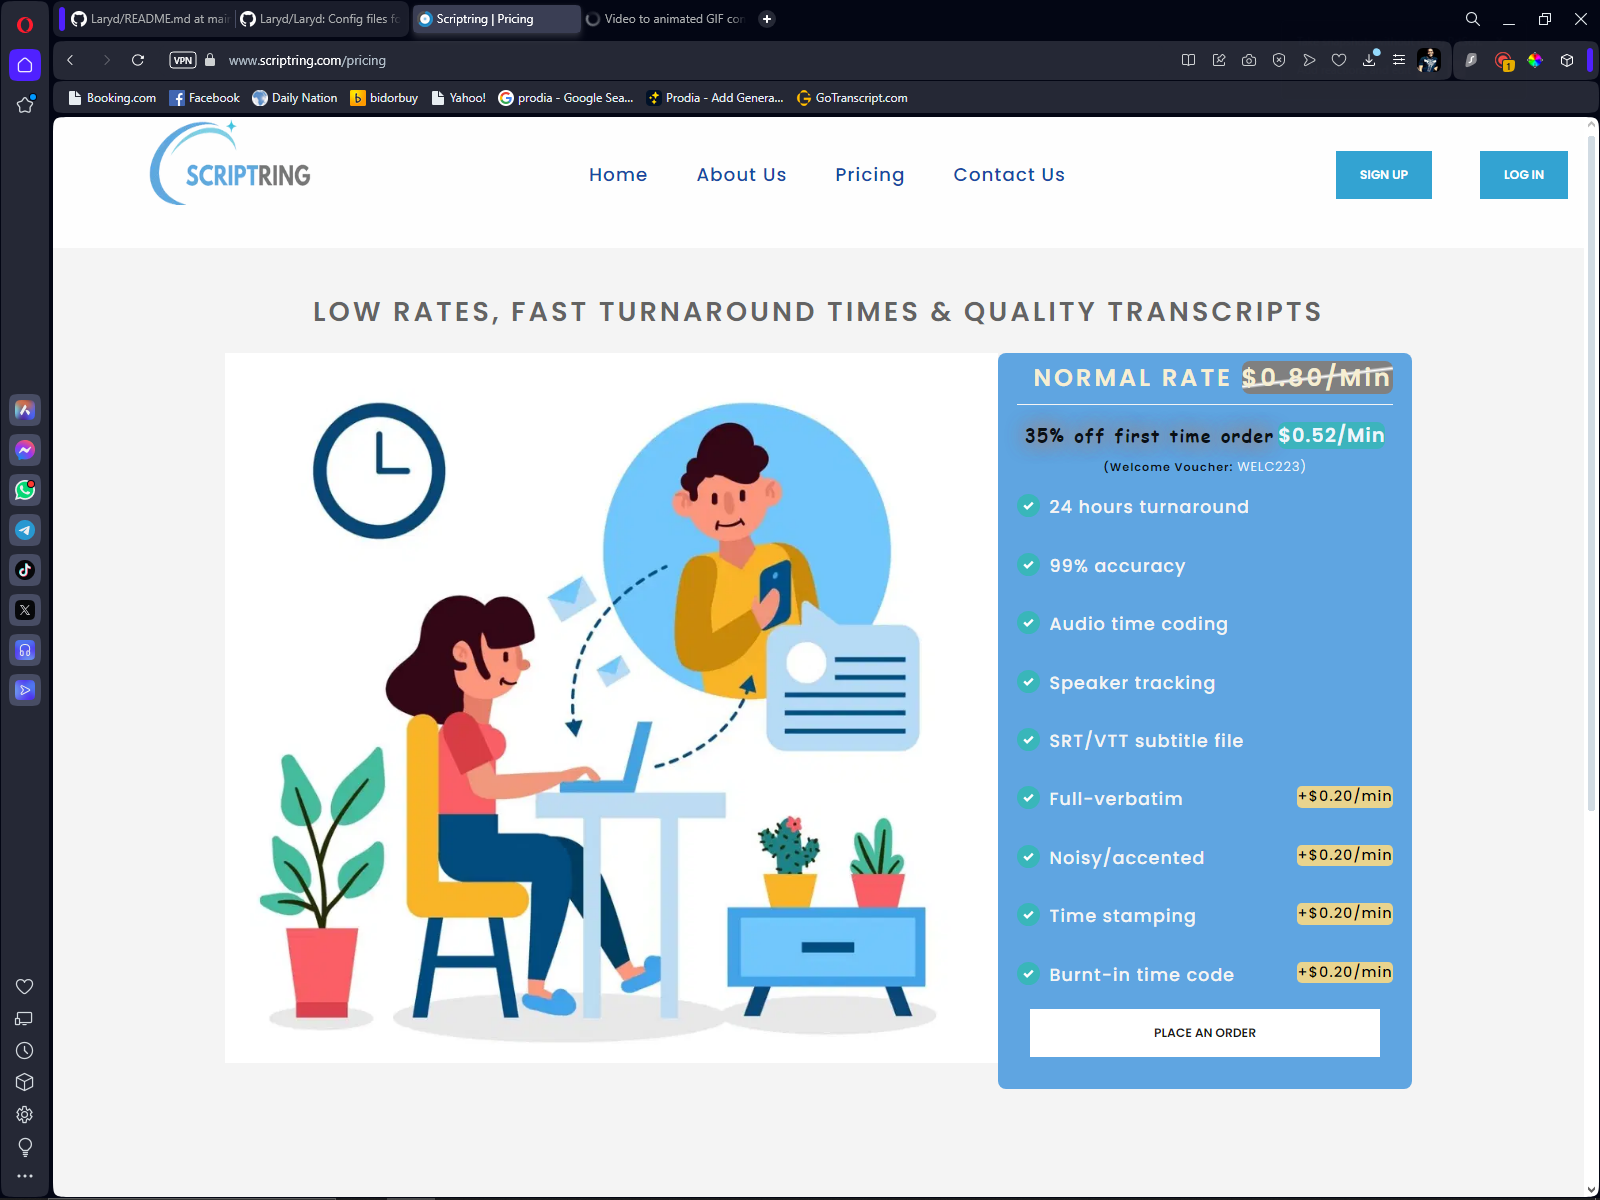 Laryd/README.md at mai
Laryd/Laryd: Config files fo
Scriptring | Pricing
Video to animated GIF con
VPN
www.scriptring.com/pricing
1
Booking.com
Facebook
Daily Nation
bidorbuy
Yahoo!
prodia - Google Sea...
Prodia - Add Genera...
GoTranscript.com
SCRIPTRING
Home
About Us
Pricing
Contact Us
SIGN UP
LOG IN
LOW RATES, FAST TURNAROUND TIMES & QUALITY TRANSCRIPTS
NORMAL RATE $0.80/Min
35% off first time order $0.52/Min
(Welcome Voucher: WELC223)
24 hours turnaround
99% accuracy
Audio time coding
Speaker tracking
SRT/VTT subtitle file
Full-verbatim +$0.20/min
Noisy/accented +$0.20/min
Time stamping +$0.20/min
Burnt-in time code +$0.20/min
PLACE AN ORDER